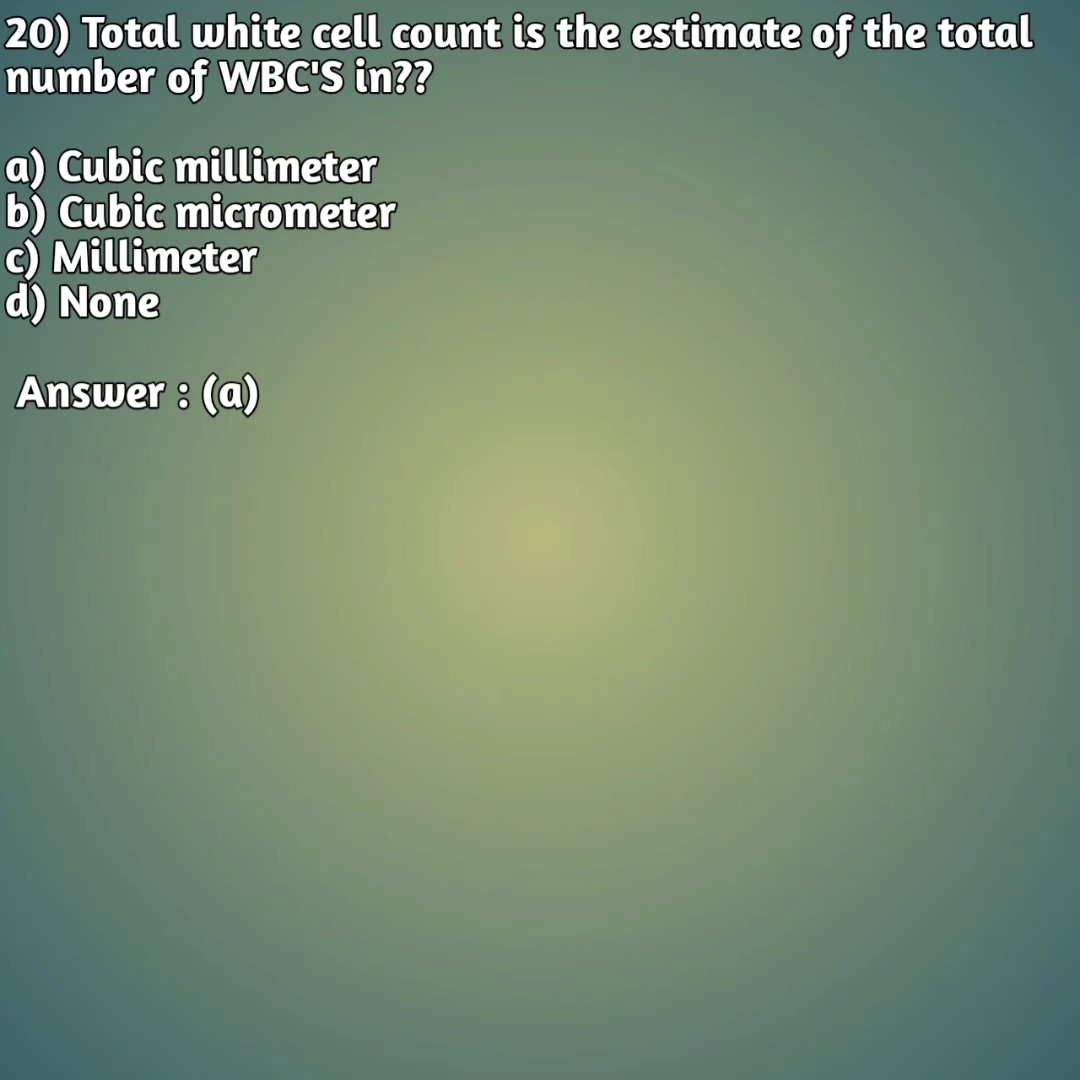 20) Total white cell count is the estimate of the total
number of WBC'S in??
a) Cubic millimeter
b) Cubic micrometer
c) Millimeter
d) None
Answer : (a)